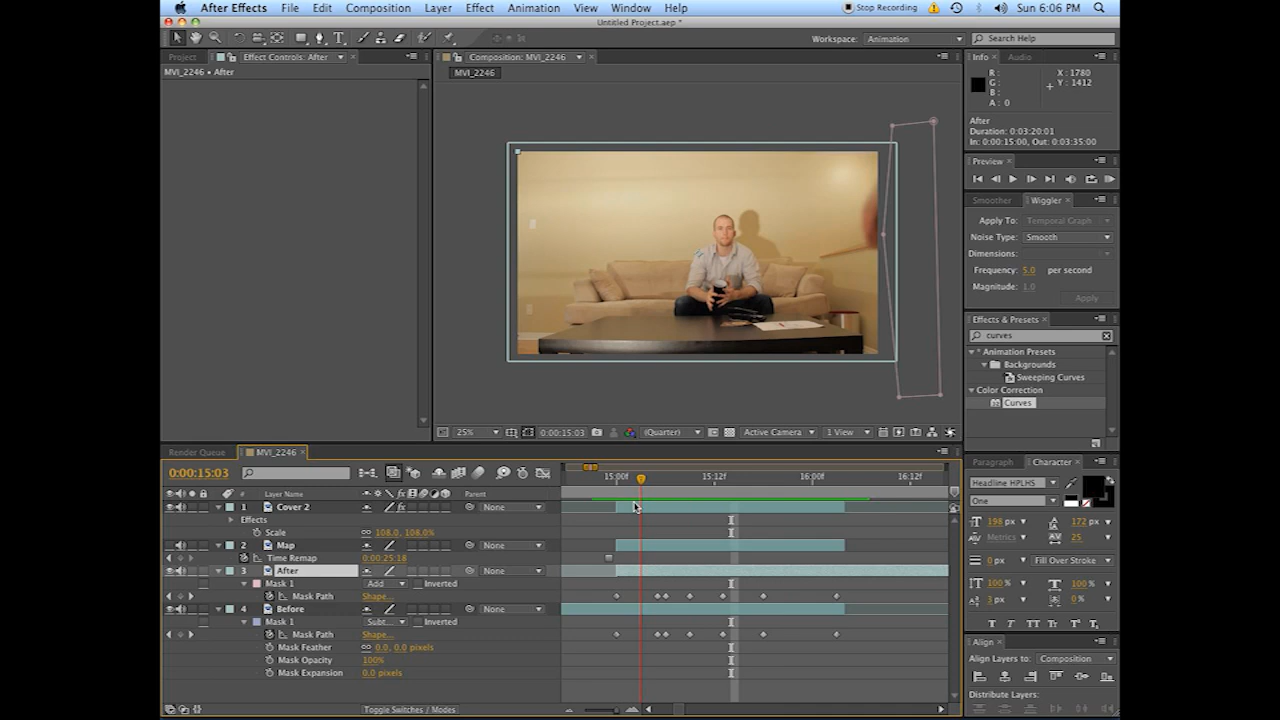 After Effects File Edit Composition Layer Effect Animation View Window Help Stop Recording Sun 6:06 PM
Untitled Project.aep *
Workspace: Animation Search Help
Project Effect Controls: After Composition: MVI_2246 Info Audio
MVI_2246 • After MVI_2246
R: X : 1780
G: Y : 1412
B:
A: 0
After
Duration: 0:03:20:01
In: 0:00:15:00, Out: 0:03:35:00
Preview
Smoother Wiggler
Apply To: Temporal Graph
Noise Type: Smooth
Dimensions:
Frequency: 5.0 per second
Magnitude: 1.0
Apply
Effects & Presets
curves
* Animation Presets
Backgrounds
Sweeping Curves
Color Correction
Curves
25% 0:00:15:03 (Quarter) Active Camera 1 View
Render Queue MVI_2246
0:00:15:03
15:00f 15:12f 16:00f 16:12f
# Layer Name Parent
1 Cover 2 None
Effects
Scale 108.0, 108.0%
2 Map None
Time Remap 0:00:25:18
3 After None
Mask 1 Add Inverted
Mask Path Shape...
4 Before None
Mask 1 Subt... Inverted
Mask Path Shape...
Mask Feather 0.0, 0.0 pixels
Mask Opacity 100%
Mask Expansion 0.0 pixels
Toggle Switches / Modes
Paragraph Character
Headline HPLHS
One
198 px 172 px
Metrics 25
0 px Fill Over Stroke
100 % 100 %
3 px 0 %
T T TT Tr T' T,
Align
Align Layers to: Composition
Distribute Layers: